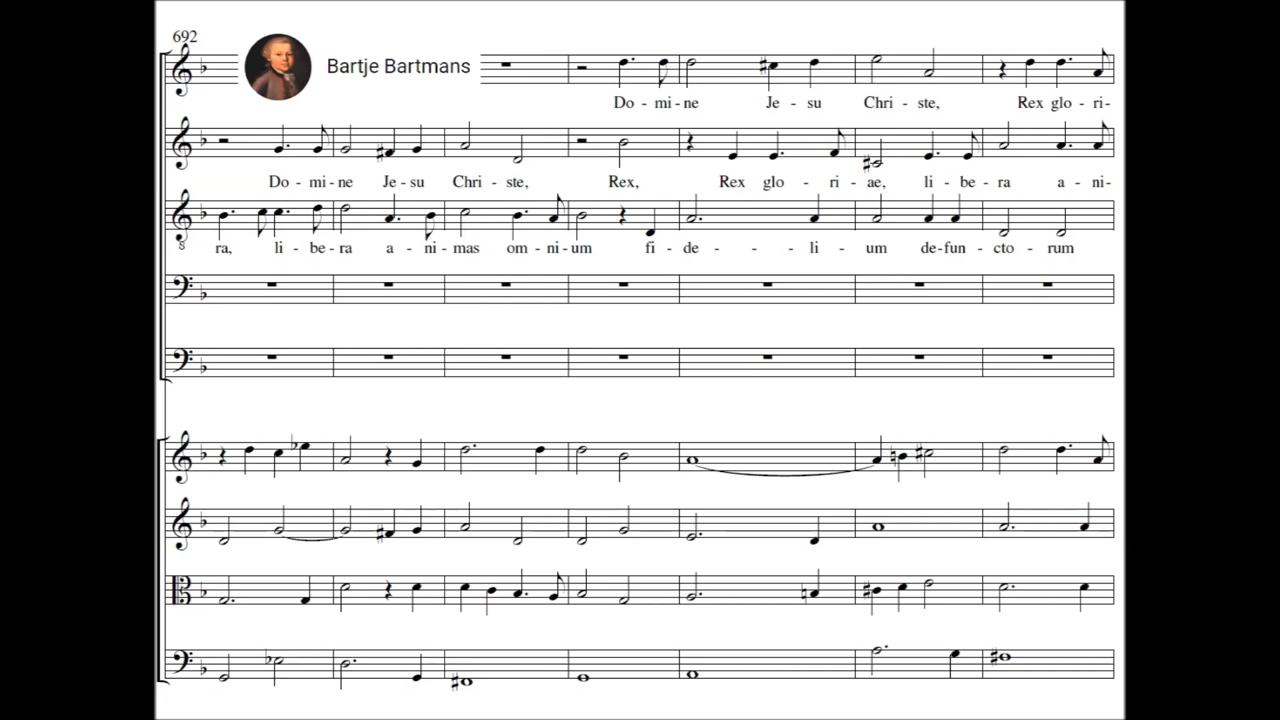 692
Bartje Bartmans
Do - mi - ne Je - su Chri - ste, Rex glo - ri-
Do - mi - ne Je - su Chri - ste, Rex, Rex glo - ri - ae, li - be - ra a - ni-
8
ra, li - be - ra a - ni - mas om - ni - um fi - de - - - li - um de-func - cto - rum